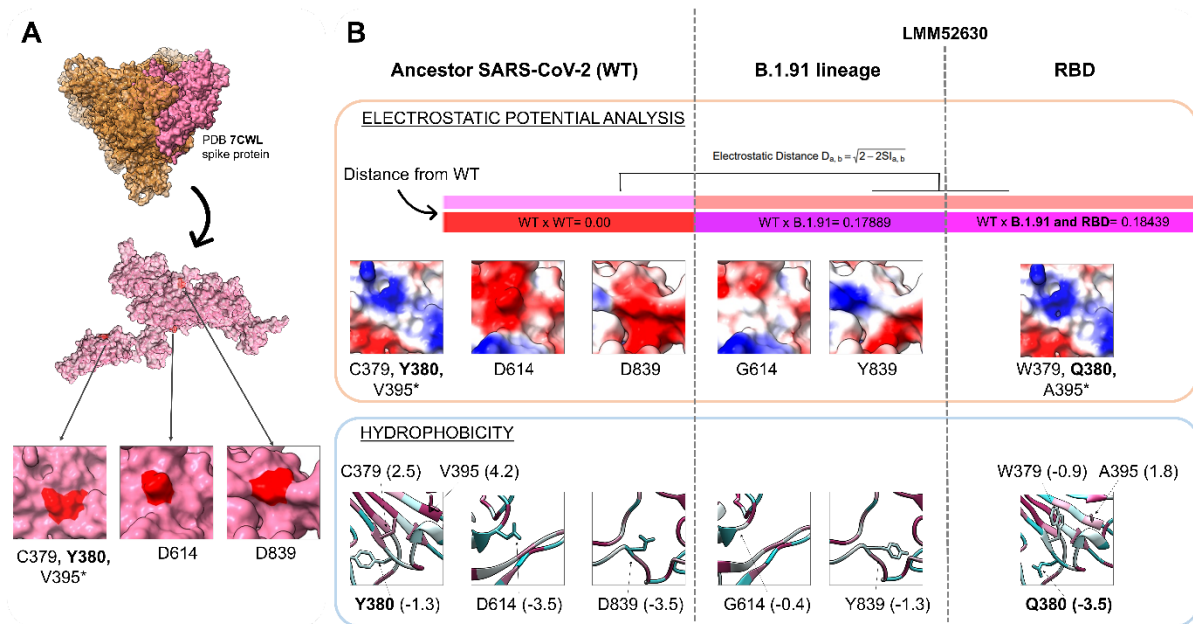 A
PDB 7CWL
spike protein
C379, Y380,
V395*
D614
D839
B
LMM52630
Ancestor SARS-CoV-2 (WT)
B.1.91 lineage
RBD
ELECTROSTATIC POTENTIAL ANALYSIS
Electrostatic Distance Da, b = √2 − 2SIa, b
Distance from WT
WT x WT= 0.00
WT x B.1.91= 0.17889
WT x B.1.91 and RBD= 0.18439
C379, Y380,
V395*
D614
D839
G614
Y839
W379, Q380,
A395*
HYDROPHOBICITY
C379 (2.5)
V395 (4.2)
W379 (-0.9)
A395 (1.8)
Y380 (-1.3)
D614 (-3.5)
D839 (-3.5)
G614 (-0.4)
Y839 (-1.3)
Q380 (-3.5)